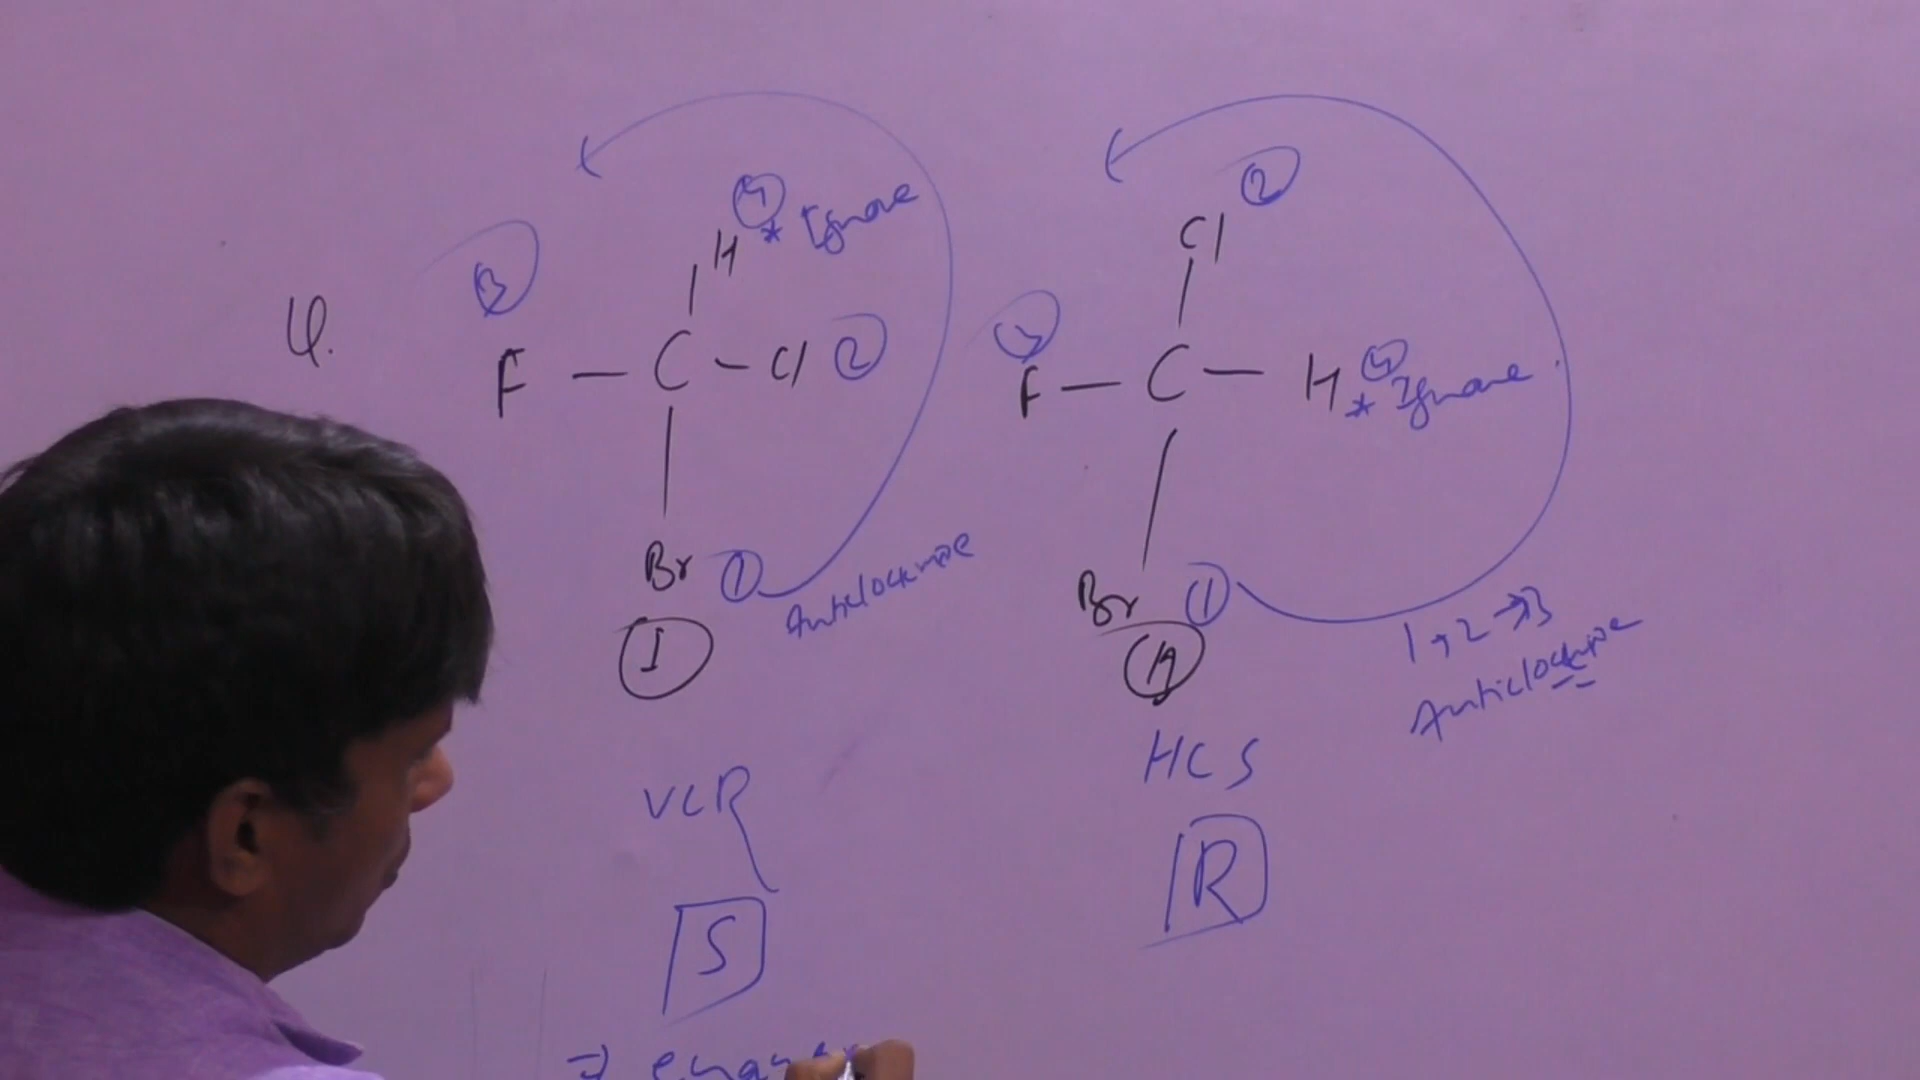 Q.
④
H * Ignore
③
F — C — Cl ②
Br ①
Anticlockwise
I
VCR
S
②
Cl
③
F — C — H ④
* Ignore
Br ①
1 → 2 → 3
Anticlockwise
HCS
R
⇒